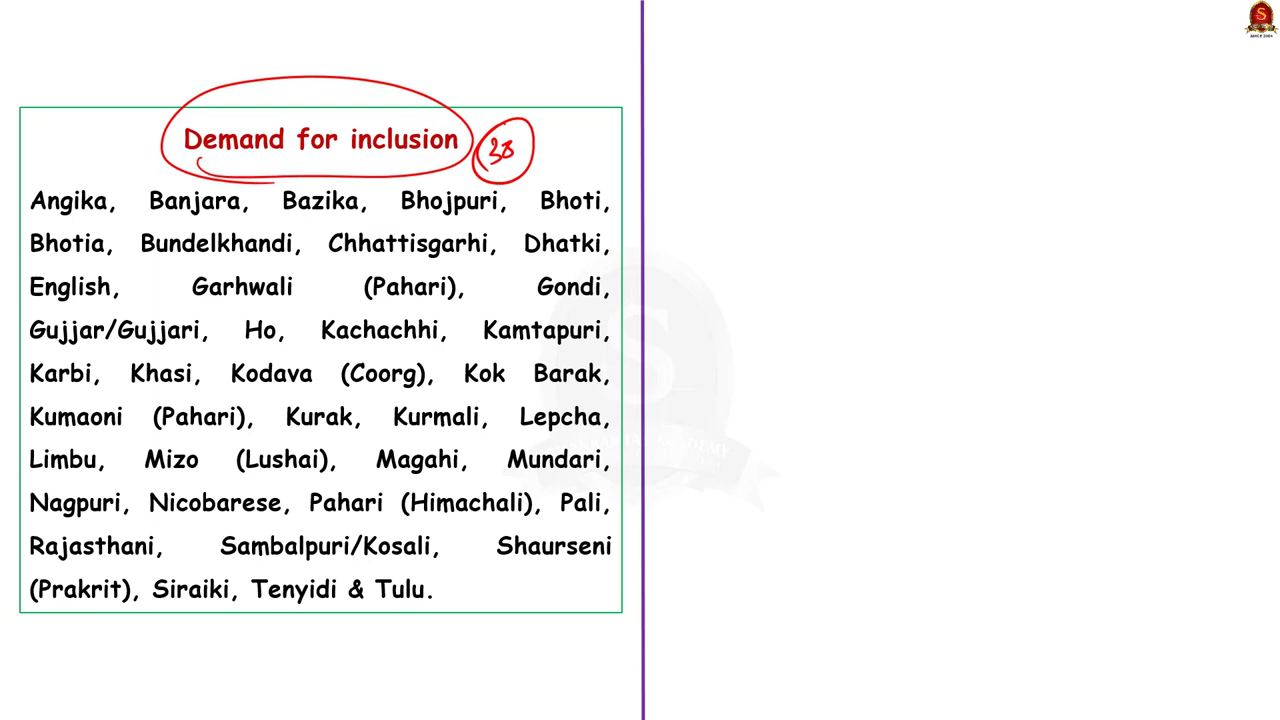 Demand for inclusion
38
Angika, Banjara, Bazika, Bhojpuri, Bhoti,
Bhotia, Bundelkhandi, Chhattisgarhi, Dhatki,
English, Garhwali (Pahari), Gondi,
Gujjar/Gujjari, Ho, Kachachhi, Kamtapuri,
Karbi, Khasi, Kodava (Coorg), Kok Barak,
Kumaoni (Pahari), Kurak, Kurmali, Lepcha,
Limbu, Mizo (Lushai), Magahi, Mundari,
Nagpuri, Nicobarese, Pahari (Himachali), Pali,
Rajasthani, Sambalpuri/Kosali, Shaurseni
(Prakrit), Siraiki, Tenyidi & Tulu.
S
SINCE 2004